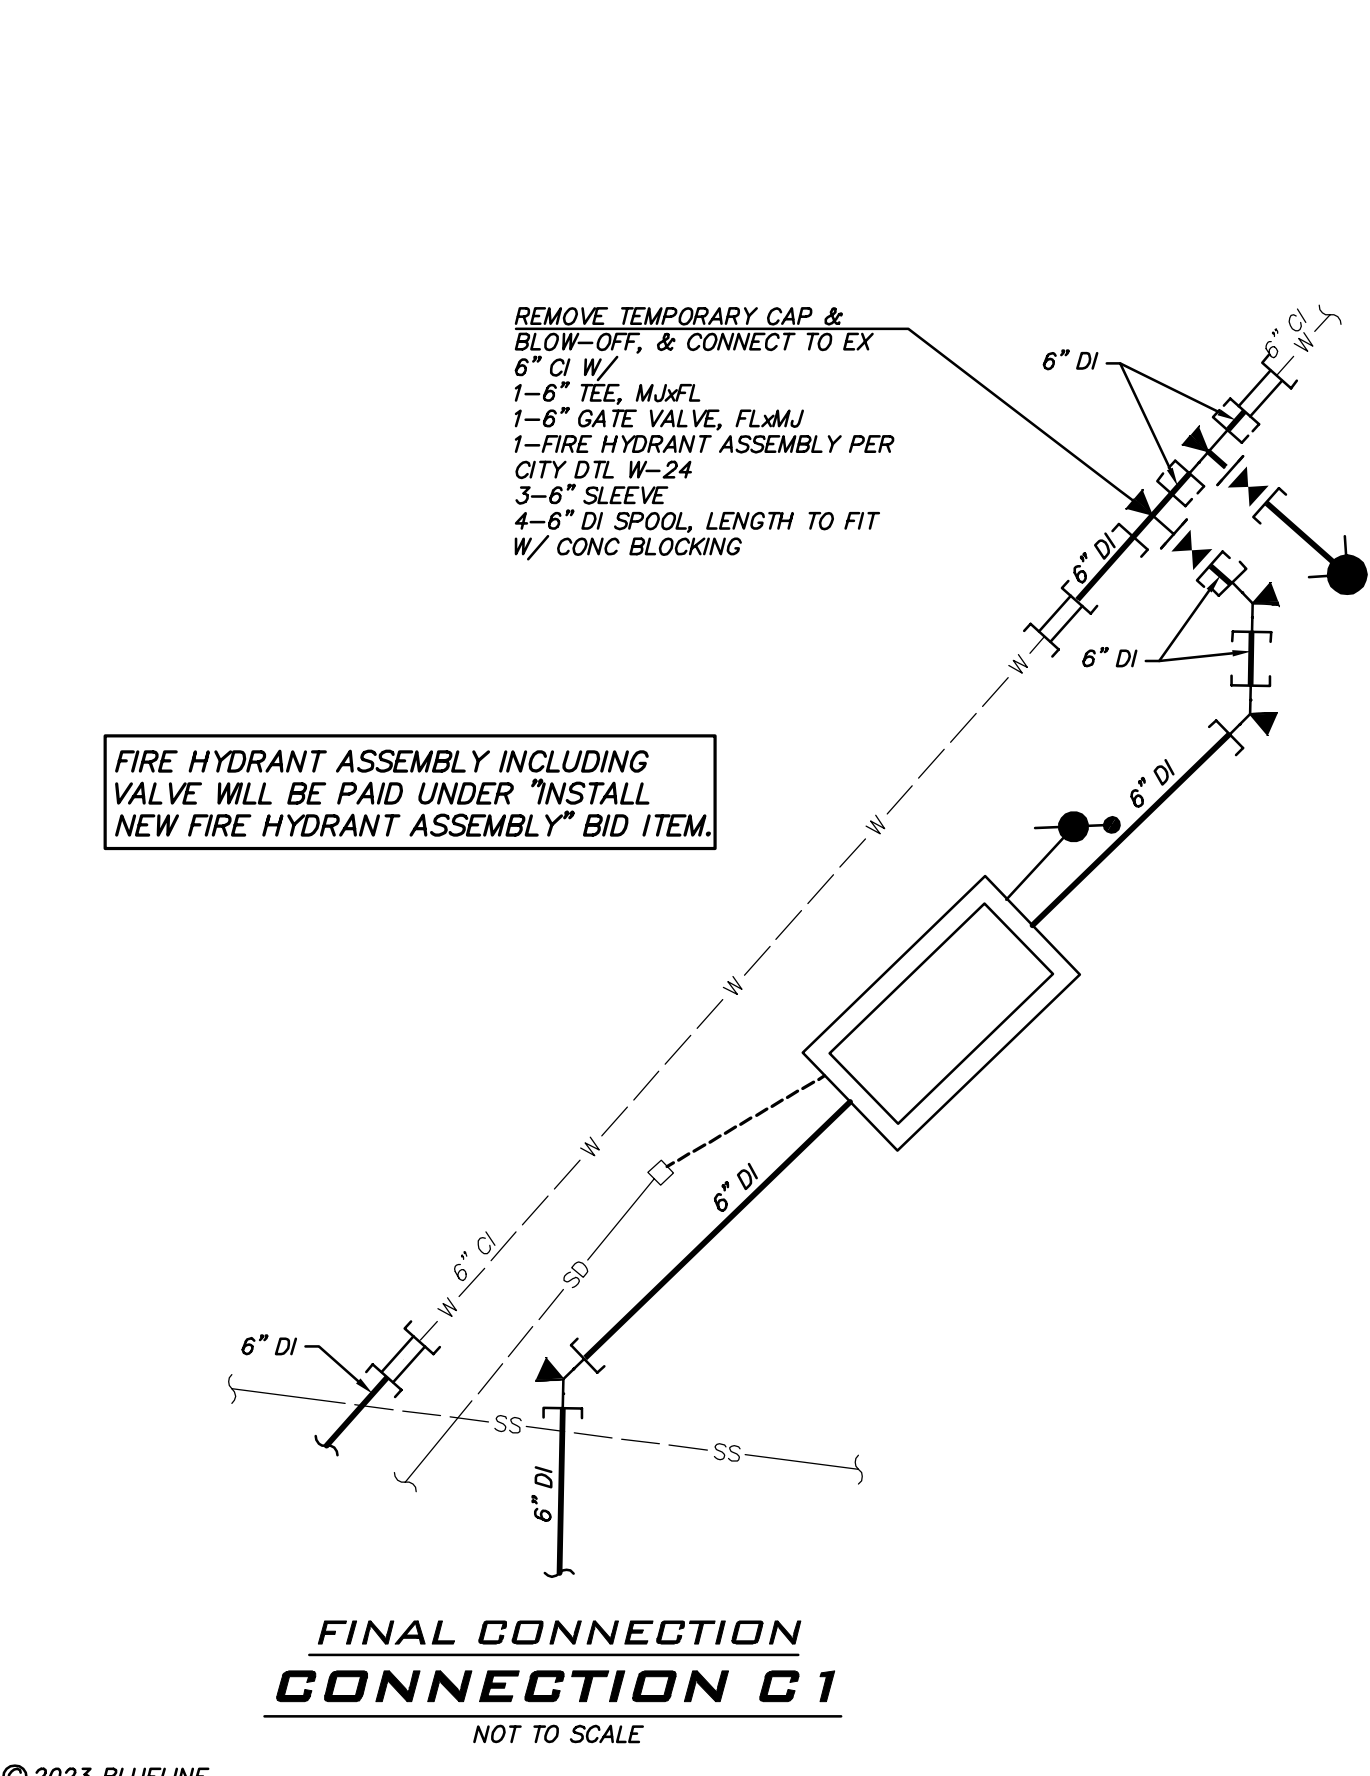 REMOVE TEMPORARY CAP &
BLOW-OFF, & CONNECT TO EX
6" CI W/
1-6" TEE, MJxFL
1-6" GATE VALVE, FLxMJ
1-FIRE HYDRANT ASSEMBLY PER
CITY DTL W-24
3-6" SLEEVE
4-6" DI SPOOL, LENGTH TO FIT
W/ CONC BLOCKING
6" CI
W
6" DI
6" DI
W
6" DI
FIRE HYDRANT ASSEMBLY INCLUDING
VALVE WILL BE PAID UNDER "INSTALL
NEW FIRE HYDRANT ASSEMBLY" BID ITEM.
6" DI
W
W
W
6" DI
6" CI
SD
W
6" DI
SS
SS
6" DI
FINAL CONNECTION
CONNECTION C1
NOT TO SCALE
© 2023 BLUELINE